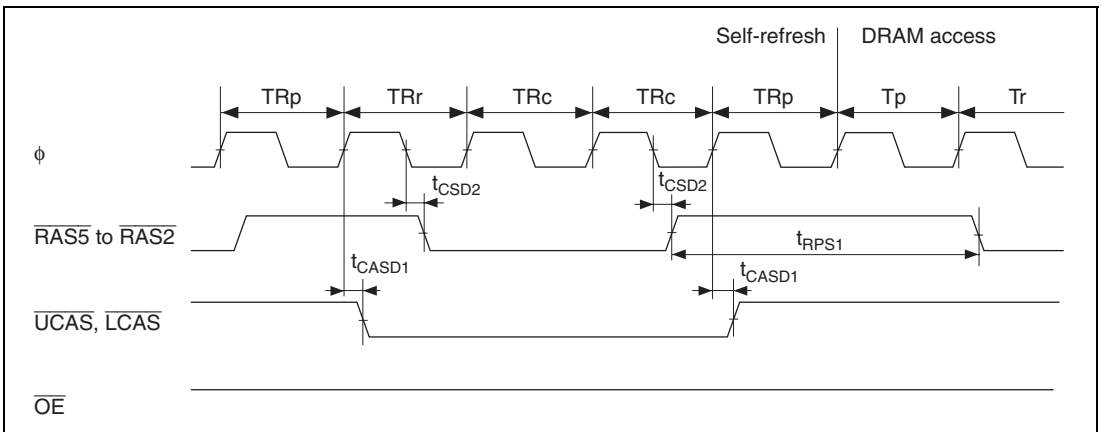 Self-refresh DRAM access
TRp TRr TRc TRc TRp Tp Tr
φ
tCSD2 tCSD2
RAS5 to RAS2
tRPS1
tCASD1 tCASD1
UCAS, LCAS
OE